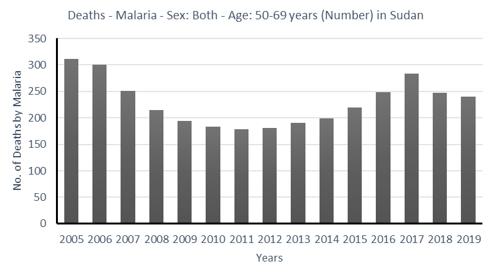 Deaths - Malaria - Sex: Both - Age: 50-69 years (Number) in Sudan
No. of Deaths by Malaria
350
300
250
200
150
100
50
0
2005 2006 2007 2008 2009 2010 2011 2012 2013 2014 2015 2016 2017 2018 2019
Years